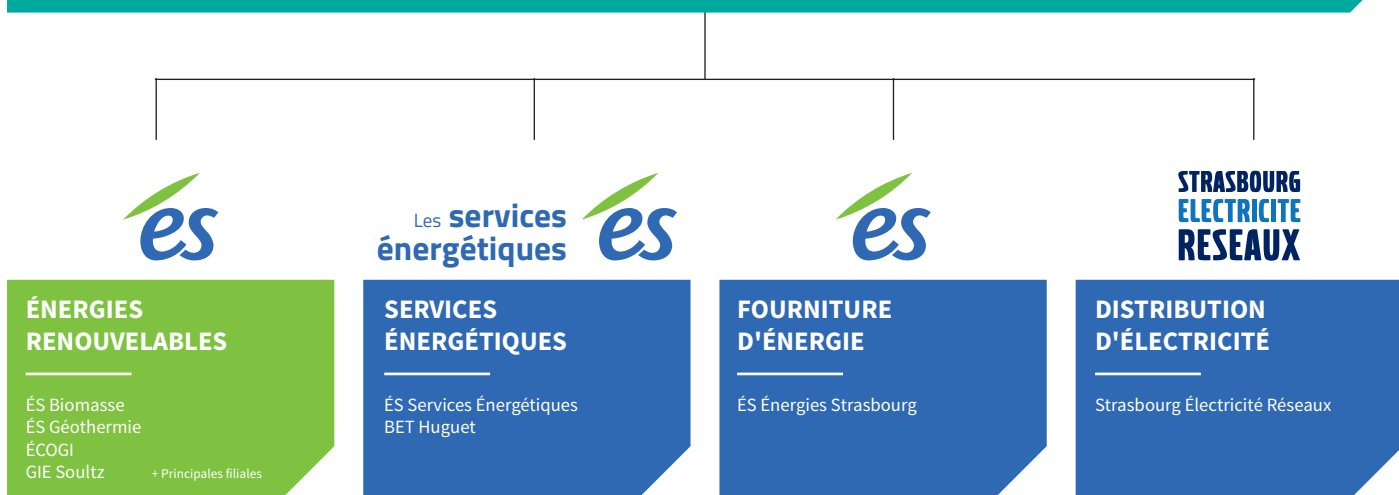 és
Les services
énergétiques
és
és
STRASBOURG
ELECTRICITE
RESEAUX
ÉNERGIES
RENOUVELABLES
ÉS Biomasse
ÉS Géothermie
ÉCOGI
GIE Soultz
+ Principales filiales
SERVICES
ÉNERGÉTIQUES
ÉS Services Énergétiques
BET Huguet
FOURNITURE
D'ÉNERGIE
ÉS Énergies Strasbourg
DISTRIBUTION
D'ÉLECTRICITÉ
Strasbourg Électricité Réseaux